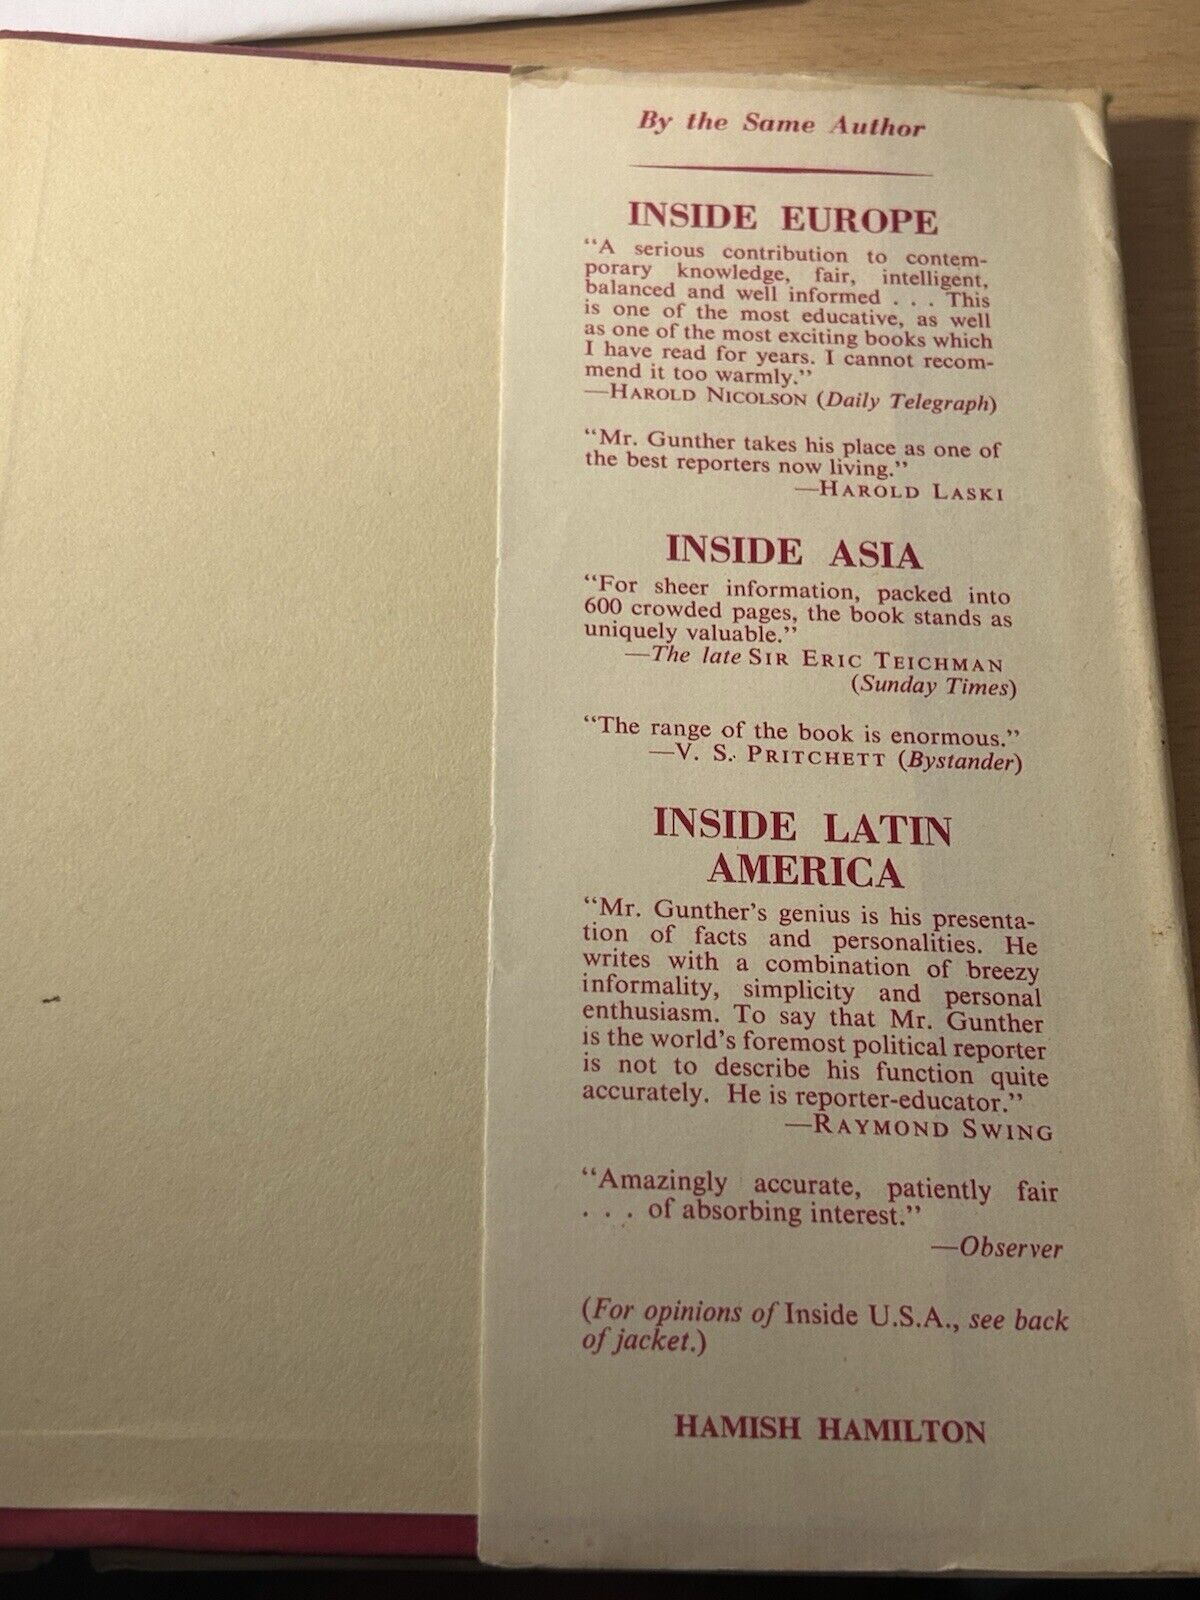 By the Same Author
INSIDE EUROPE
“A serious contribution to contem-
porary knowledge, fair, intelligent,
balanced and well informed . . . This
is one of the most educative, as well
as one of the most exciting books which
I have read for years. I cannot recom-
mend it too warmly.”
—HAROLD NICOLSON (Daily Telegraph)
“Mr. Gunther takes his place as one of
the best reporters now living.”
—HAROLD LASKI
INSIDE ASIA
“For sheer information, packed into
600 crowded pages, the book stands as
uniquely valuable.”
—The late SIR ERIC TEICHMAN
(Sunday Times)
“The range of the book is enormous.”
—V. S. PRITCHETT (Bystander)
INSIDE LATIN
AMERICA
“Mr. Gunther’s genius is his presenta-
tion of facts and personalities. He
writes with a combination of breezy
informality, simplicity and personal
enthusiasm. To say that Mr. Gunther
is the world’s foremost political reporter
is not to describe his function quite
accurately. He is reporter-educator.”
—RAYMOND SWING
“Amazingly accurate, patiently fair
. . . of absorbing interest.”
—Observer
(For opinions of Inside U.S.A., see back
of jacket.)
HAMISH HAMILTON